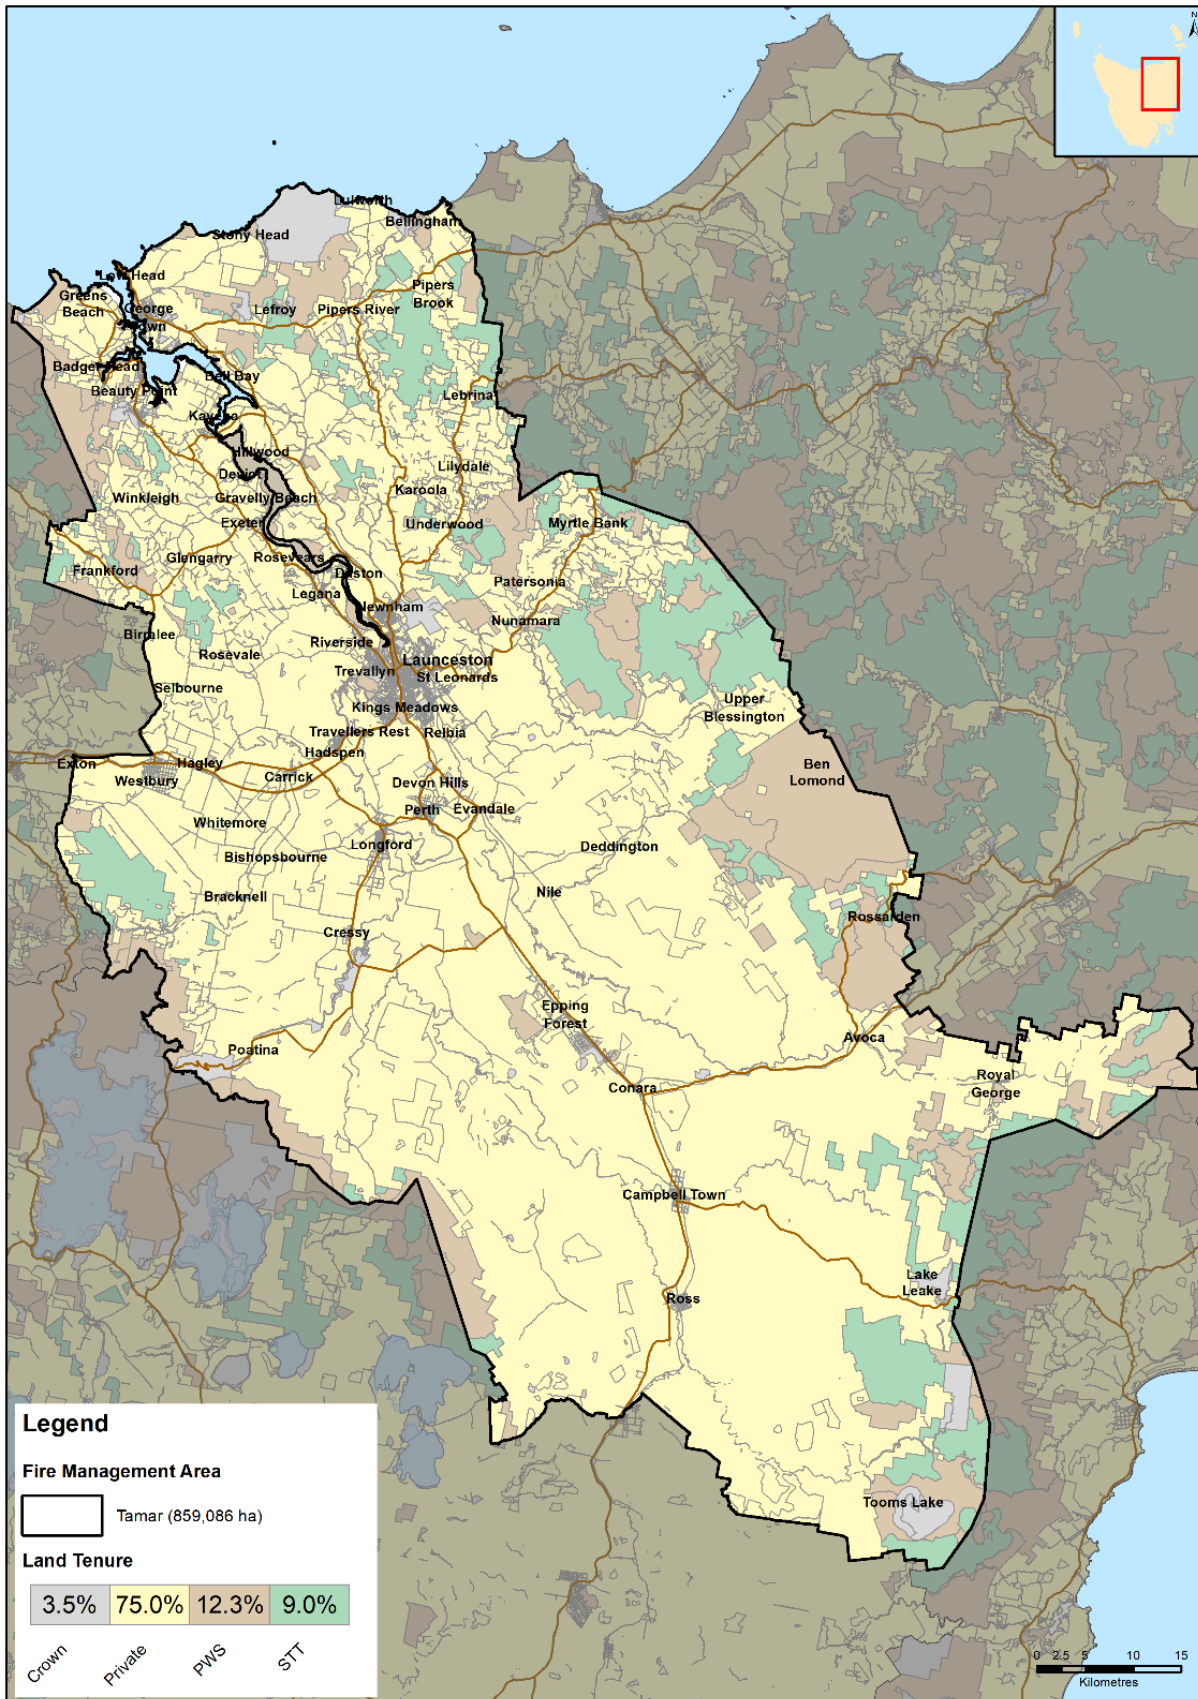 N
Lulworth
Bellingham
Stony Head
Low Head
Greens
Beach
George
Town
Lefroy
Pipers River
Pipers
Brook
Badger Head
Beauty Point
Bell Bay
Lebrina
Kayena
Hillwood
Deviot
Lilydale
Winkleigh
Gravelly Beach
Karoola
Exeter
Underwood
Myrtle Bank
Glengarry
Rosevears
Frankford
Dilston
Legana
Patersonia
Newnham
Nunamara
Birralee
Riverside
Rosevale
Launceston
Trevallyn
St Leonards
Selbourne
Upper
Blessington
Kings Meadows
Travellers Rest
Relbia
Hadspen
Exton
Hagley
Ben
Lomond
Westbury
Carrick
Devon Hills
Perth
Evandale
Whitemore
Longford
Deddington
Bishopsbourne
Bracknell
Nile
Rossarden
Cressy
Epping
Forest
Avoca
Poatina
Royal
George
Conara
Campbell Town
Lake
Leake
Ross
Tooms Lake
Legend
Fire Management Area
Tamar (859,086 ha)
Land Tenure
3.5% 75.0% 12.3% 9.0%
Crown Private PWS STT
0 2.5 5 10 15
Kilometres